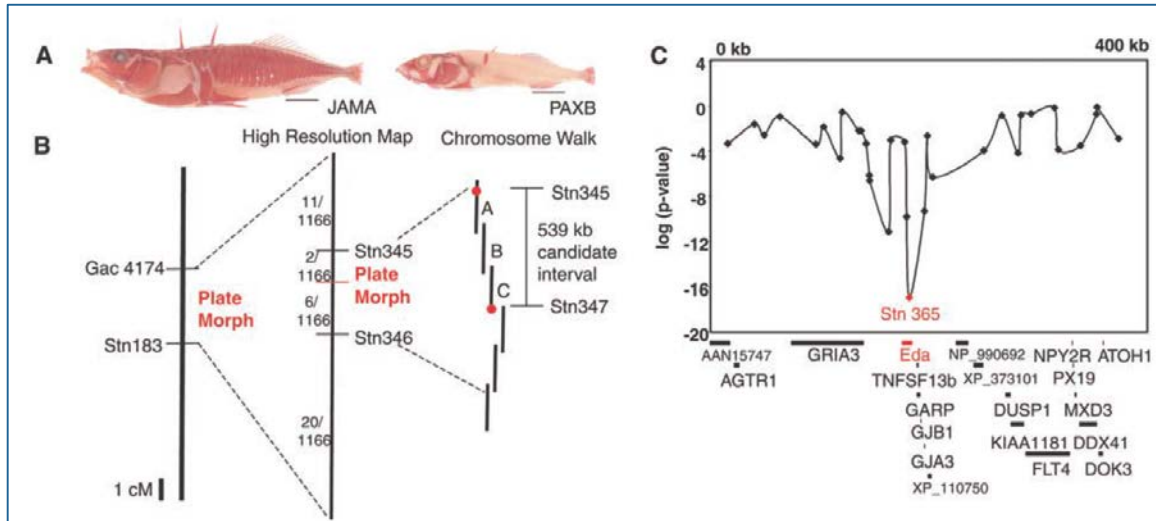 A
JAMA
PAXB
B
High Resolution Map
Chromosome Walk
Gac 4174
Stn183
Plate
Morph
1 cM
11/
1166
2/
1166
6/
1166
20/
1166
Stn345
Plate
Morph
Stn346
A
B
C
Stn345
539 kb
candidate
interval
Stn347
C
0 kb
400 kb
log (p-value)
4
0
-4
-8
-12
-16
-20
Stn 365
AAN15747
GRIA3
Eda
NP_990692
NPY2R
ATOH1
AGTR1
TNFSF13b
XP_373101
PX19
GARP
DUSP1
MXD3
GJB1
KIAA1181
DDX41
GJA3
FLT4
DOK3
XP_110750